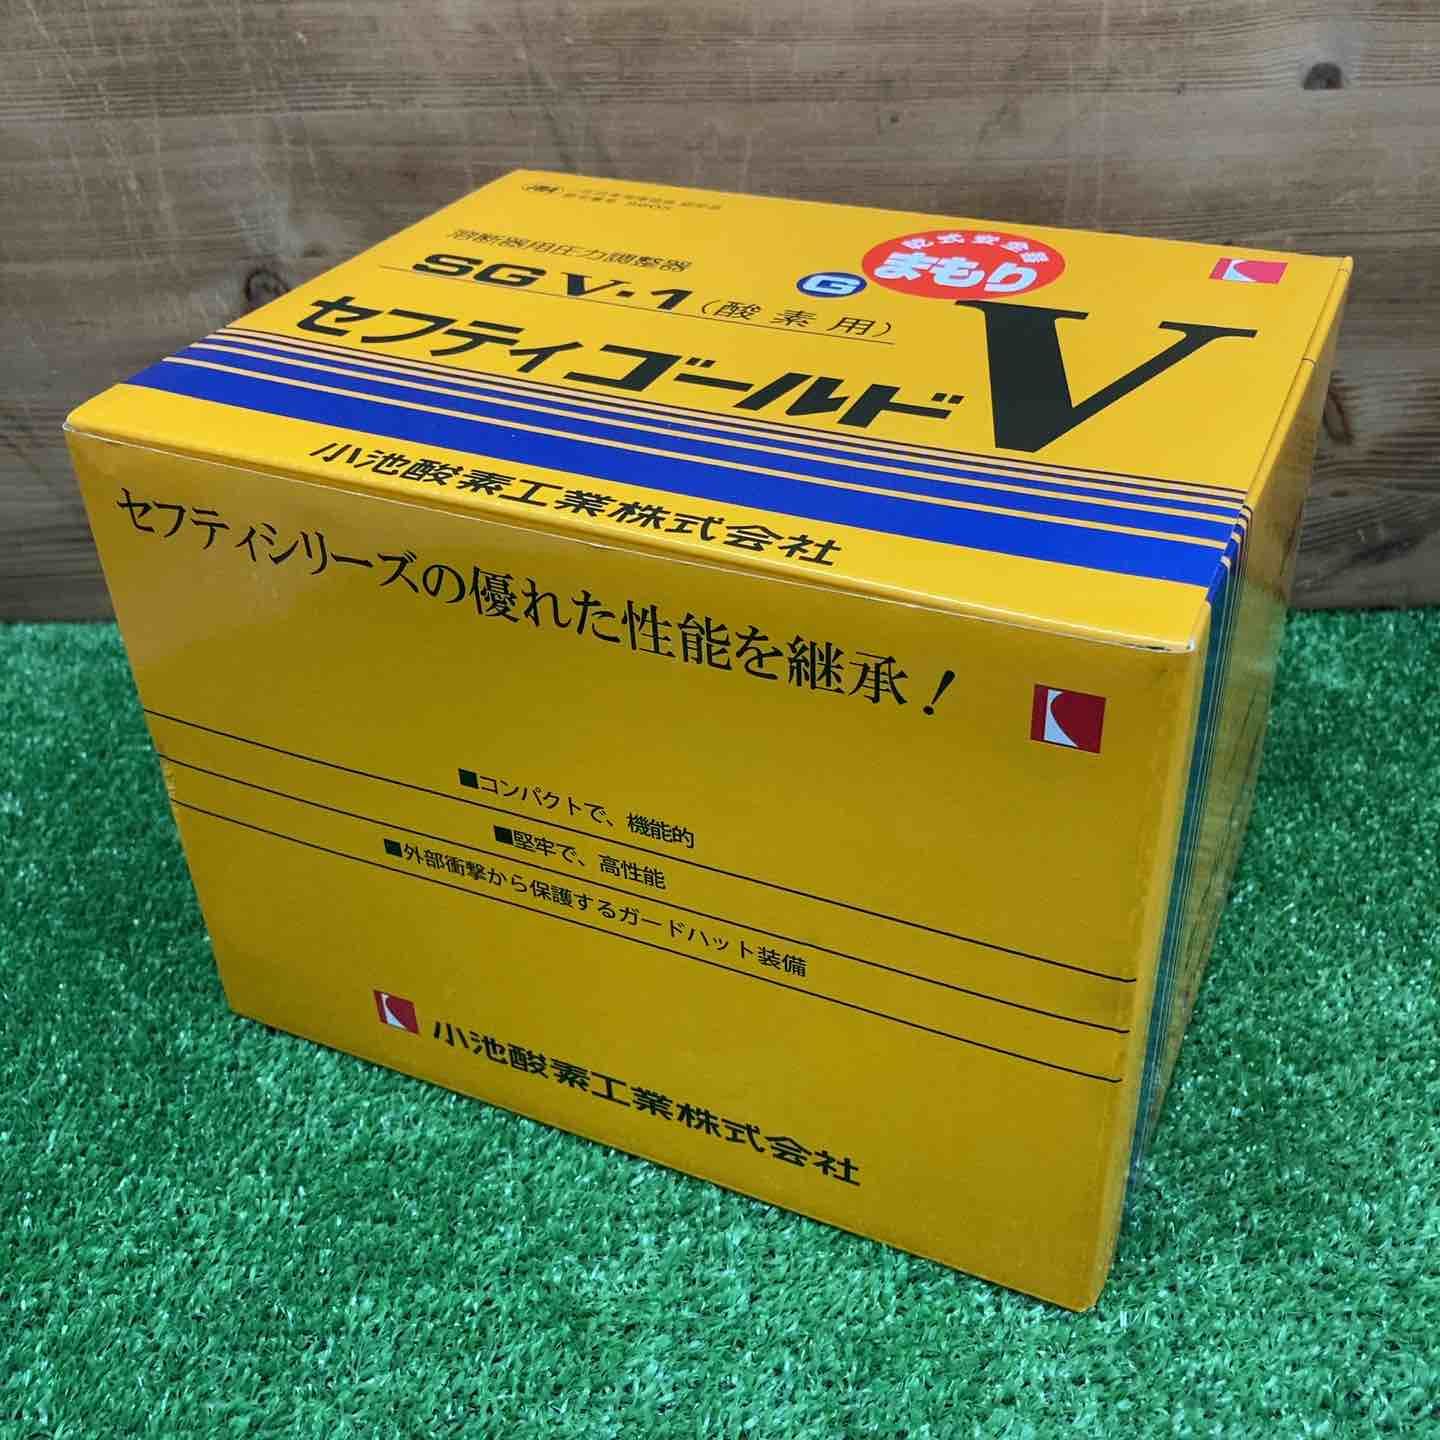 溶断器用圧力調整器
SGV・1（酸素用）
G
乾式安全器
まもり
セフティゴールド V
小池酸素工業株式会社
セフティシリーズの優れた性能を継承！
■コンパクトで、機能的
■堅牢で、高性能
■外部衝撃から保護するガードハット装備
小池酸素工業株式会社